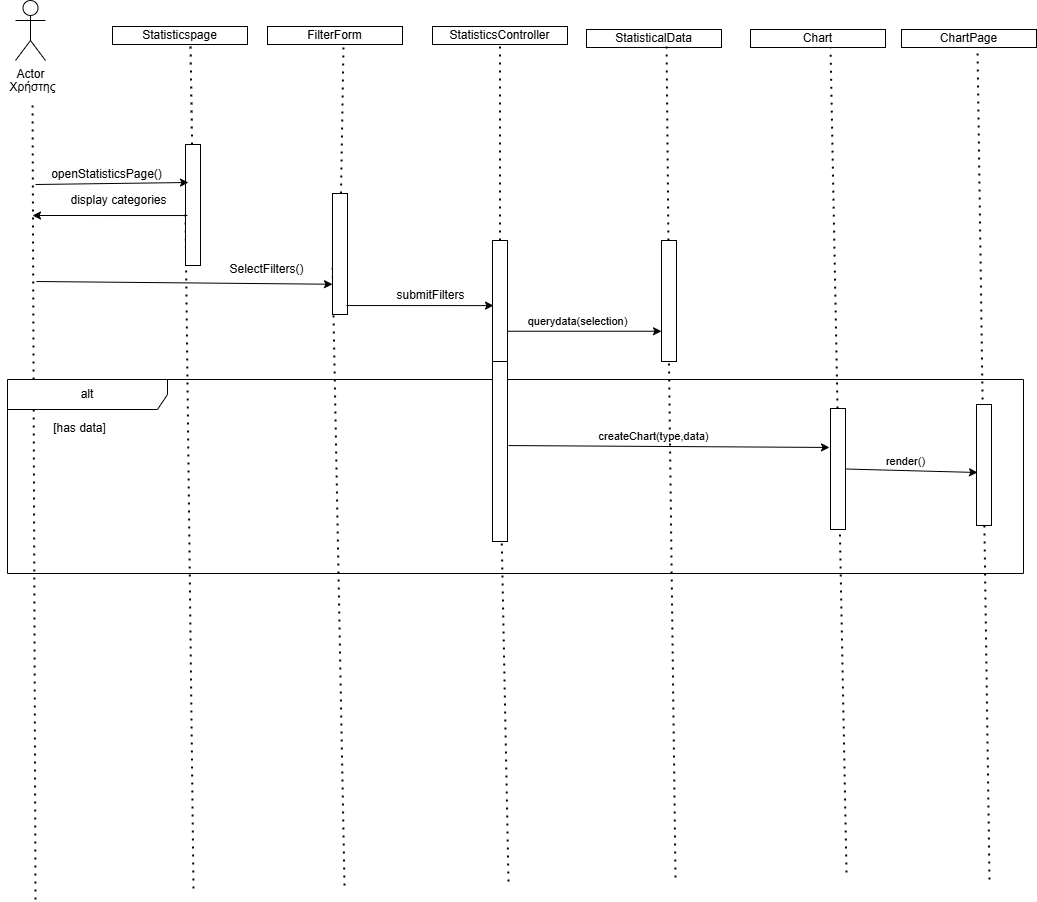 Actor
Χρήστης
Statisticspage
FilterForm
StatisticsController
StatisticalData
Chart
ChartPage
openStatisticsPage()
display categories
SelectFilters()
submitFilters
querydata(selection)
alt
[has data]
createChart(type,data)
render()